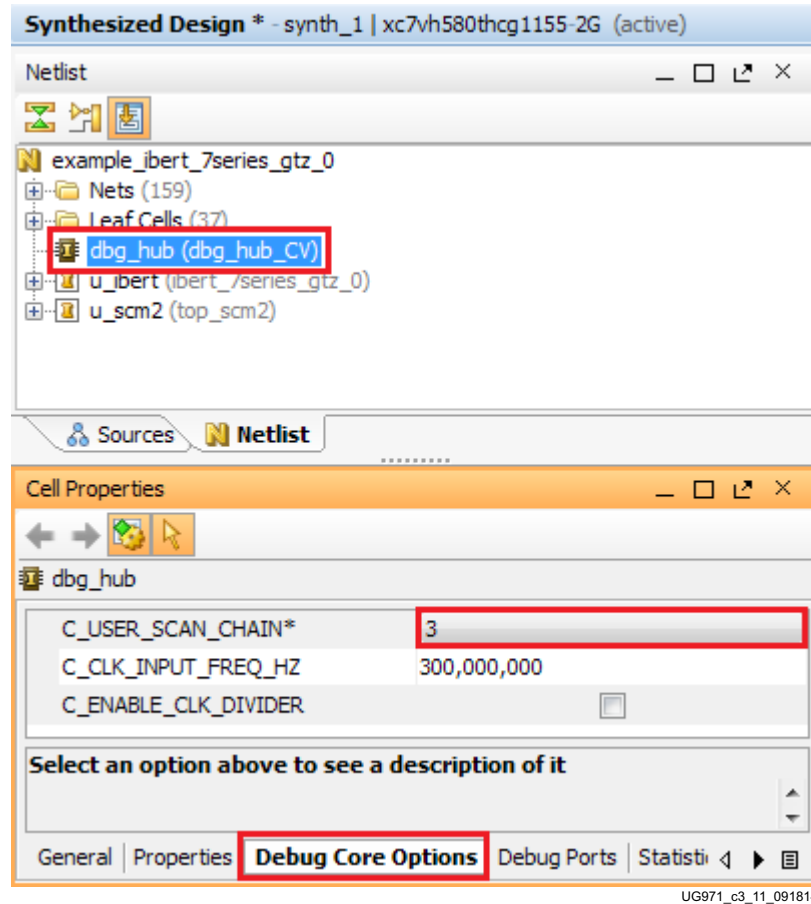 Synthesized Design * - synth_1 | xc7vh580thcg1155-2G (active)
Netlist
N example_ibert_7series_gtz_0
Nets (159)
Leaf Cells (37)
dbg_hub (dbg_hub_CV)
u_ibert (ibert_7series_gtz_0)
u_scm2 (top_scm2)
Sources N Netlist
Cell Properties
dbg_hub
C_USER_SCAN_CHAIN* 3
C_CLK_INPUT_FREQ_HZ 300,000,000
C_ENABLE_CLK_DIVIDER
Select an option above to see a description of it
General | Properties Debug Core Options Debug Ports | Statisti
UG971_c3_11_09181